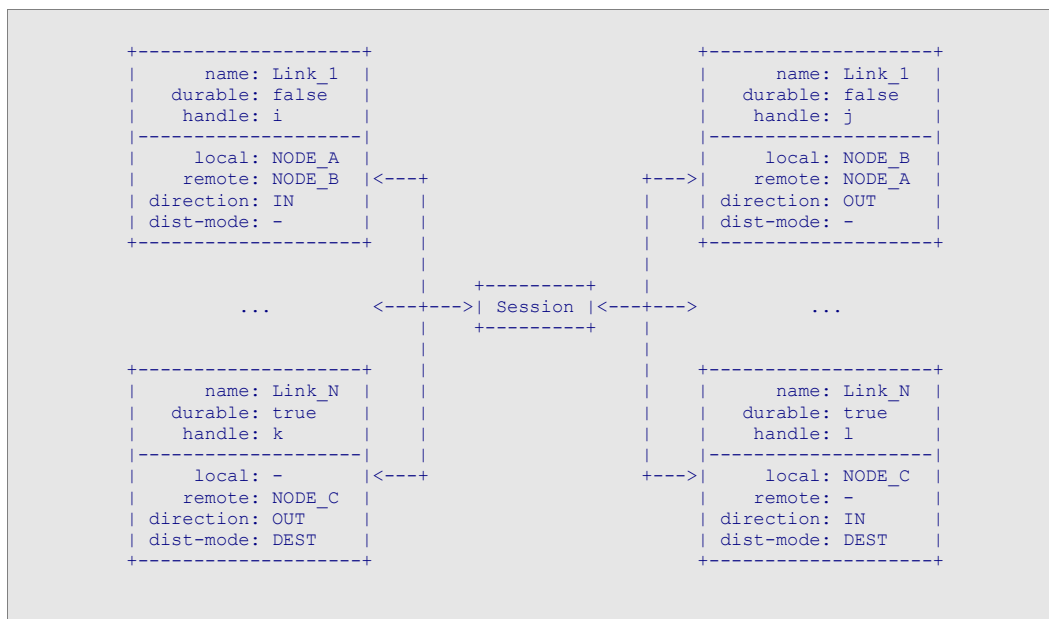 +--------------------+ +--------------------+
| name: Link_1 | | name: Link_1 |
| durable: false | | durable: false |
| handle: i | | handle: j |
|--------------------| |--------------------|
| local: NODE_A | | local: NODE_B |
| remote: NODE_B |<---+ +--->| remote: NODE_A |
| direction: IN | | | | direction: OUT |
| dist-mode: - | | | | dist-mode: - |
+--------------------+ | | +--------------------+
| |
| +---------+ |
... <---+--->| Session |<---+---> ...
| +---------+ |
| |
+--------------------+ | | +--------------------+
| name: Link_N | | | | name: Link_N |
| durable: true | | | | durable: true |
| handle: k | | | | handle: l |
|--------------------| | | |--------------------|
| local: - |<---+ +--->| local: NODE_C |
| remote: NODE_C | | remote: - |
| direction: OUT | | direction: IN |
| dist-mode: DEST | | dist-mode: DEST |
+--------------------+ +--------------------+